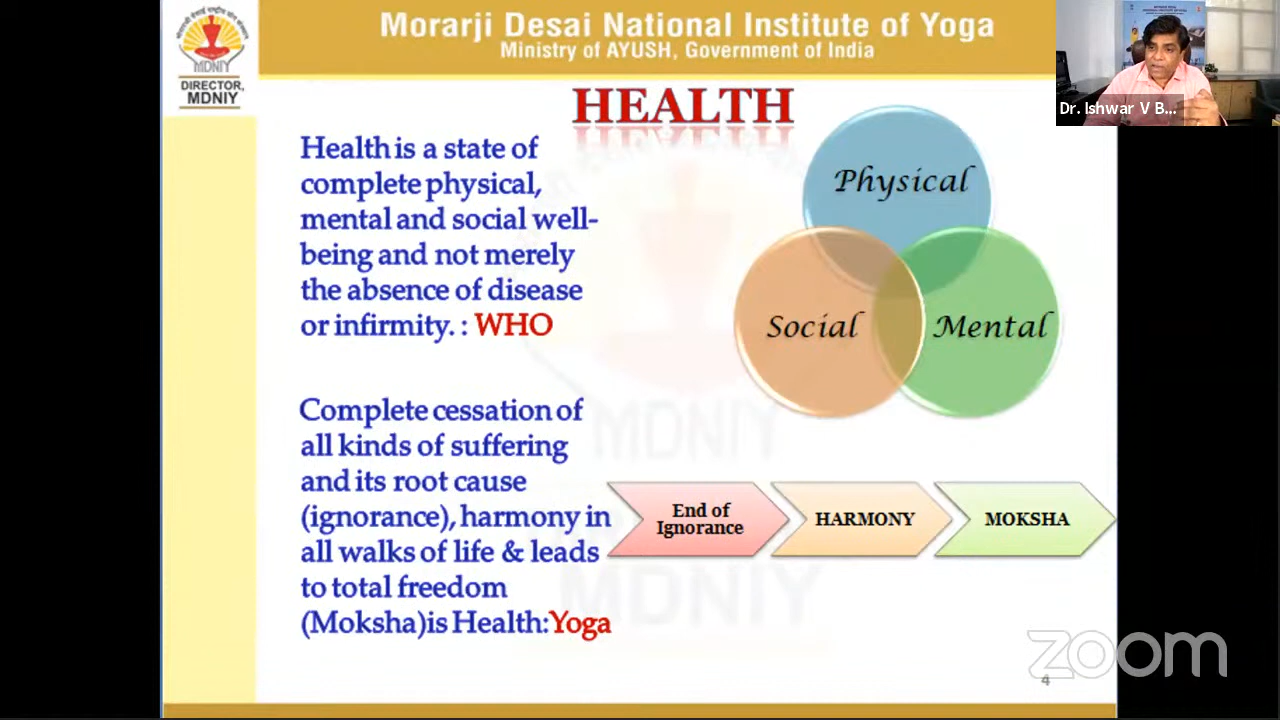 Morarji Desai National Institute of Yoga
Ministry of AYUSH, Government of India
MDNIY
DIRECTOR,
MDNIY
Dr. Ishwar V B...
HEALTH
Health is a state of
complete physical,
mental and social well-
being and not merely
the absence of disease
or infirmity. : WHO
Physical
Social
Mental
Complete cessation of
all kinds of suffering
and its root cause
(ignorance), harmony in
all walks of life & leads
to total freedom
(Moksha)is Health:Yoga
End of
Ignorance
HARMONY
MOKSHA
MDNIY
MDNIY
zoom
4